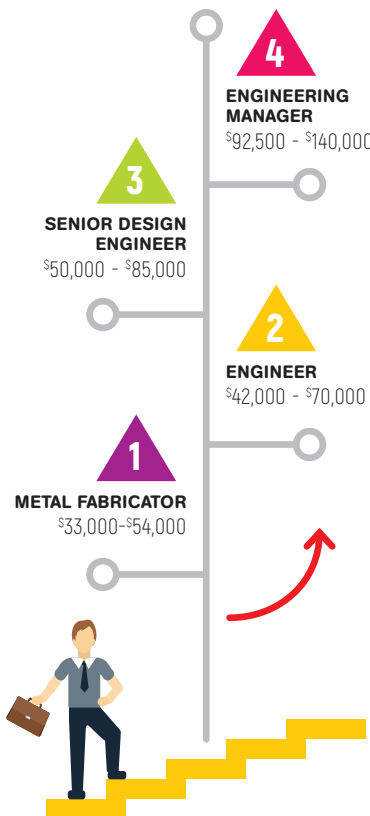 4
ENGINEERING
MANAGER
$92,500 - $140,000
3
SENIOR DESIGN
ENGINEER
$50,000 - $85,000
2
ENGINEER
$42,000 - $70,000
1
METAL FABRICATOR
$33,000-$54,000